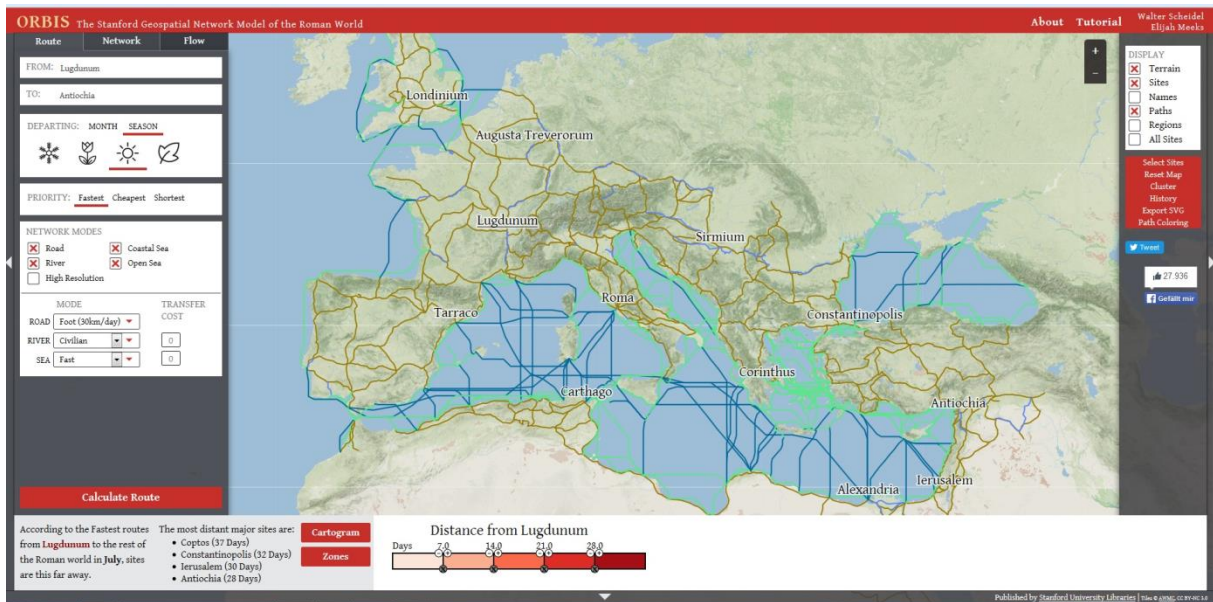 ORBIS The Stanford Geospatial Network Model of the Roman World
About Tutorial
Walter Scheidel
Elijah Meeks
Route Network Flow
FROM: Lugdunum
TO: Antiochia
DEPARTING: MONTH SEASON
PRIORITY: Fastest Cheapest Shortest
NETWORK MODES
Road Coastal Sea
River Open Sea
High Resolution
MODE TRANSFER COST
ROAD Foot (30km/day)
RIVER Civilian 0
SEA Fast 0
Calculate Route
Londinium
Augusta Treverorum
Lugdunum
Sirmium
Roma
Tarraco
Constantinopolis
Corinthus
Carthago
Antiochia
Ierusalem
Alexandria
+
-
DISPLAY
Terrain
Sites
Names
Paths
Regions
All Sites
Select Sites
Reset Map
Cluster
History
Export SVG
Path Coloring
Tweet
27.936
Gefällt mir
According to the Fastest routes
from Lugdunum to the rest of
the Roman world in July, sites
are this far away.
The most distant major sites are:
• Coptos (37 Days)
• Constantinopolis (32 Days)
• Ierusalem (30 Days)
• Antiochia (28 Days)
Cartogram
Zones
Distance from Lugdunum
Days 7.0 14.0 21.0 28.0
Published by Stanford University Libraries | Tiles © AWMC, CC BY-NC 3.0